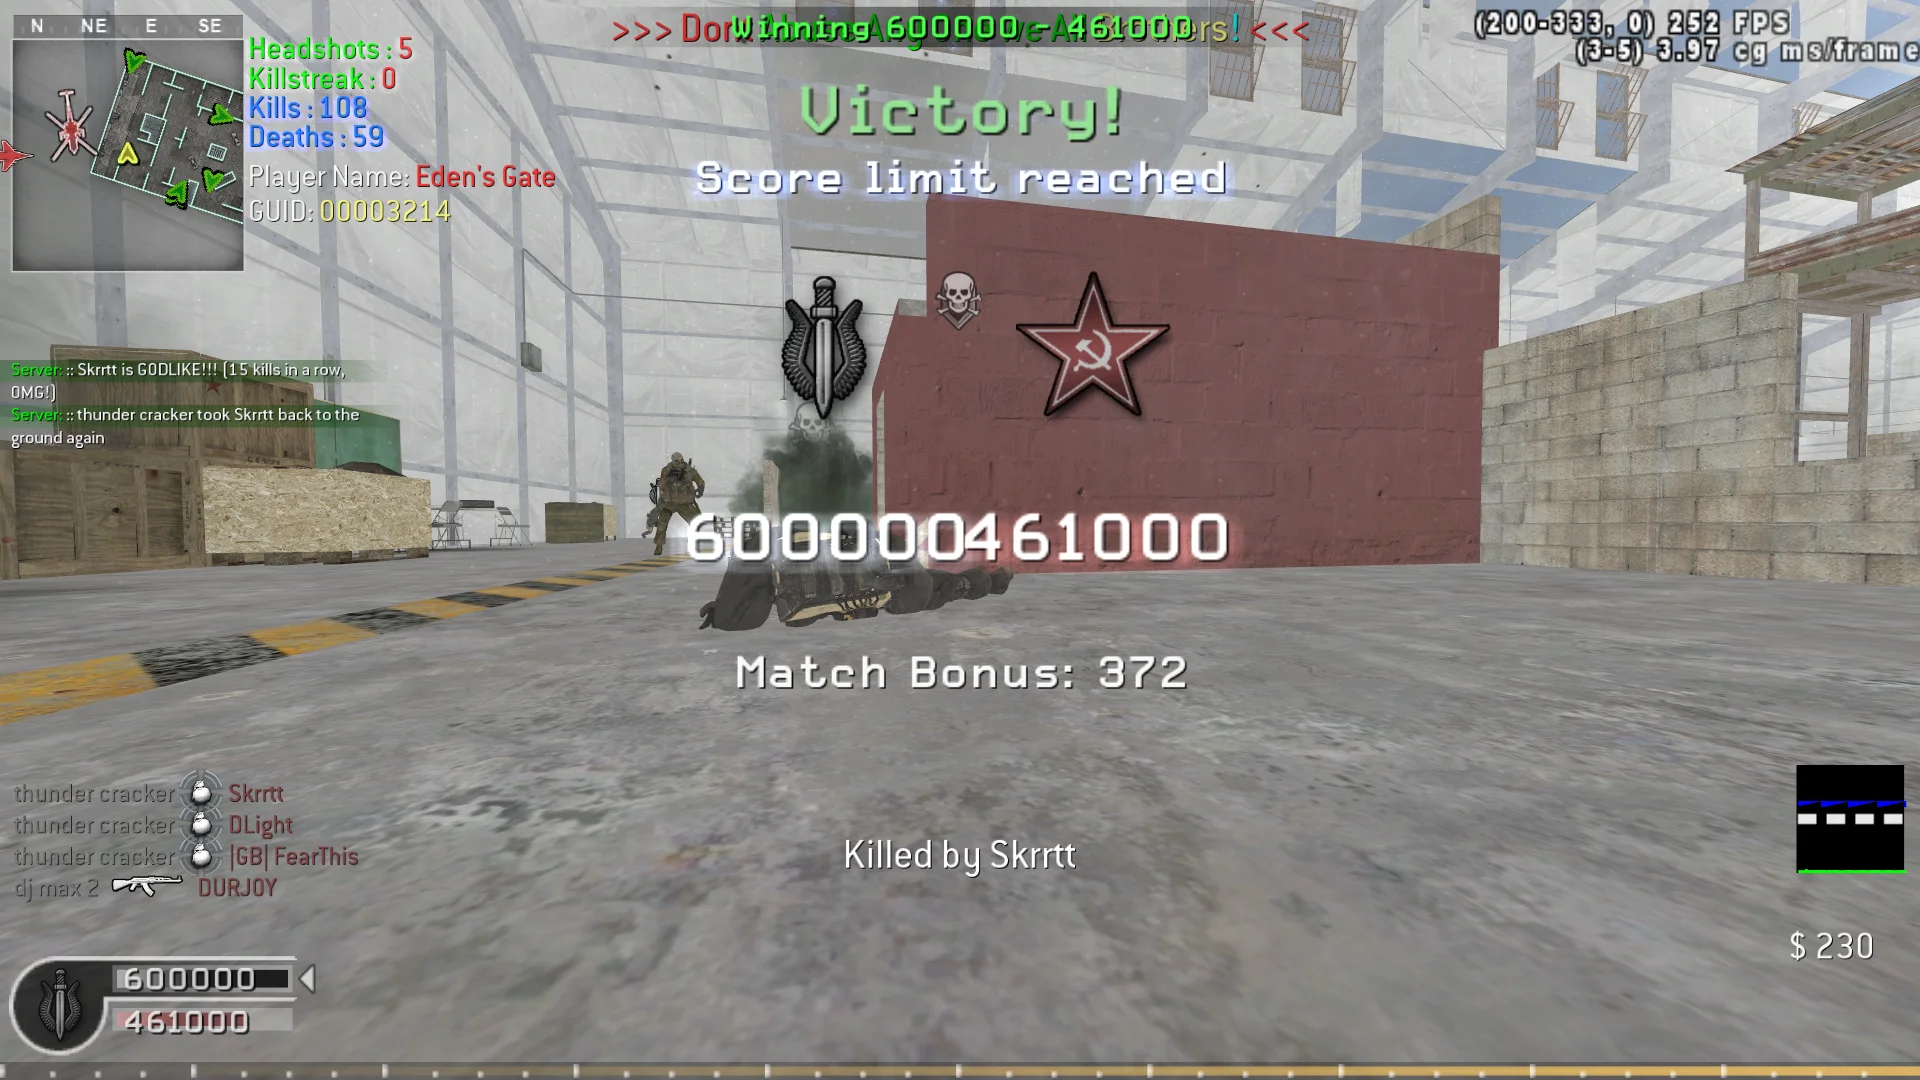 N NE E SE
Headshots : 5
Killstreak : 0
Kills : 108
Deaths : 59
Player Name: Eden's Gate
GUID: 00003214
>>> <<<
Winning 600000 - 461000
(200-333, 0) 252 FPS
(3-5) 3.97 cg ms/frame
Victory!
Score limit reached
Server: :: Skrrtt is GODLIKE!!! (15 kills in a row,
OMG!)
Server: :: thunder cracker took Skrrtt back to the
ground again
600000461000
Match Bonus: 372
thunder cracker Skrrtt
thunder cracker DLight
thunder cracker |GB| FearThis
dj max 2 DURJOY
Killed by Skrrtt
$ 230
600000
461000